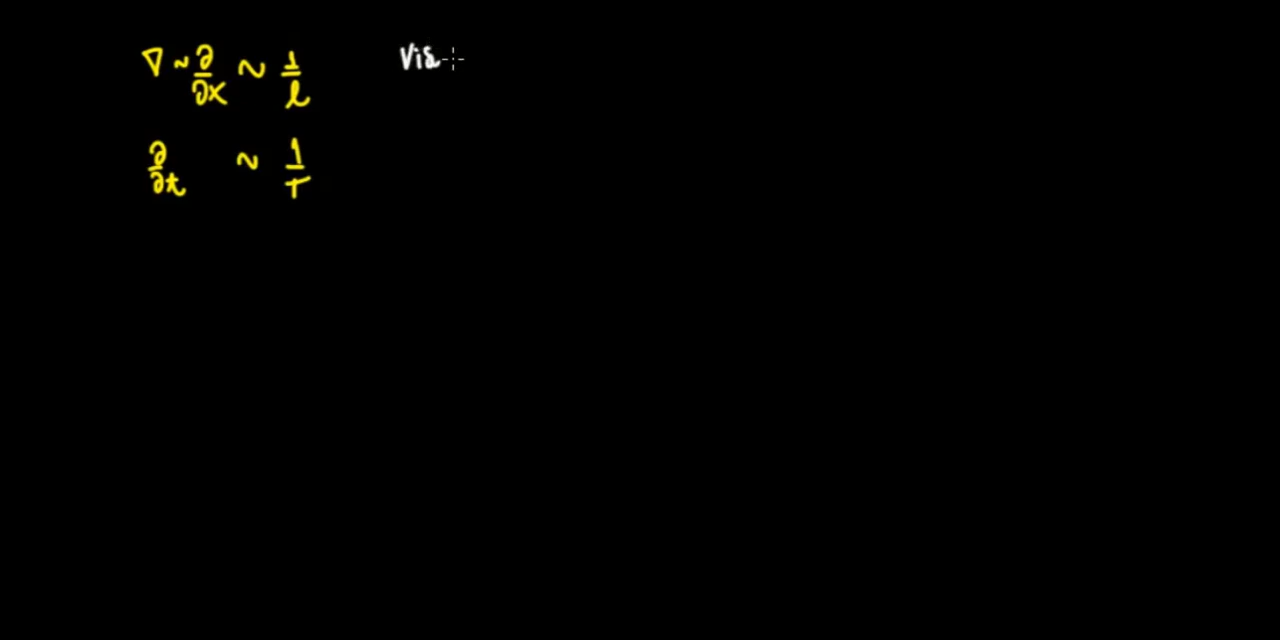 ∇ ~ ∂/∂x ~ 1/l
Vis
∂/∂t ~ 1/T